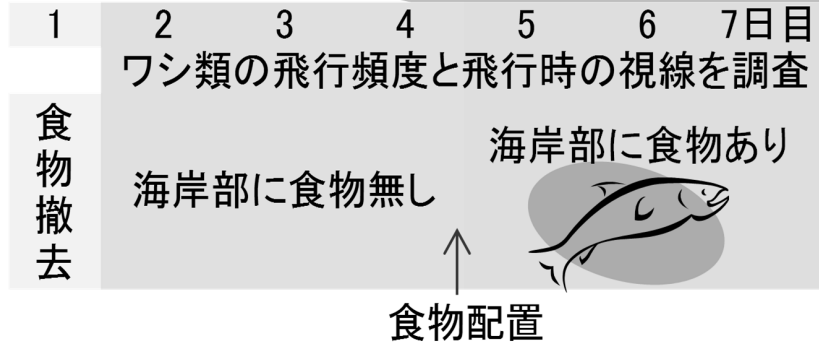 1 2 3 4 5 6 7日目
ワシ類の飛行頻度と飛行時の視線を調査
食物撤去
海岸部に食物無し
海岸部に食物あり
食物配置